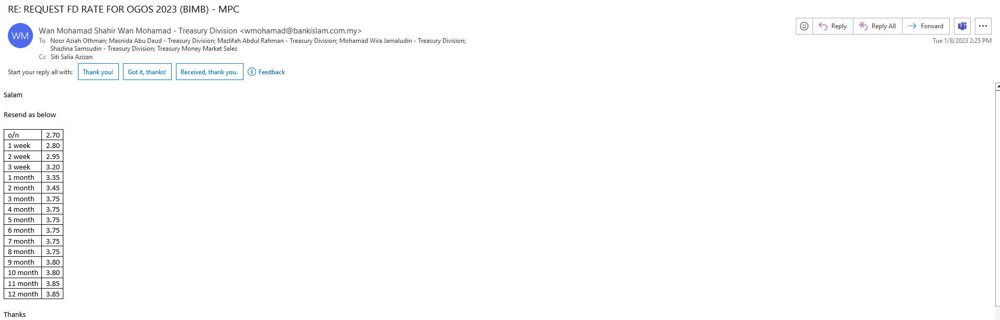 RE: REQUEST FD RATE FOR OGOS 2023 (BIMB) - MPC
WM
Wan Mohamad Shahir Wan Mohamad - Treasury Division <wmohamad@bankislam.com.my>
To Noor Aziah Othman; Masnida Abu Daud - Treasury Division; Mazlifah Abdul Rahman - Treasury Division; Mohamad Wira Jamaludin - Treasury Division;
Shazlina Samsudin - Treasury Division; Treasury Money Market Sales
Cc Siti Salia Azizan
Reply Reply All Forward
Tue 1/8/2023 2:25 PM
Start your reply all with: Thank you! Got it, thanks! Received, thank you. Feedback
Salam
Resend as below
o/n 2.70
1 week 2.80
2 week 2.95
3 week 3.20
1 month 3.35
2 month 3.45
3 month 3.75
4 month 3.75
5 month 3.75
6 month 3.75
7 month 3.75
8 month 3.75
9 month 3.80
10 month 3.80
11 month 3.85
12 month 3.85
Thanks